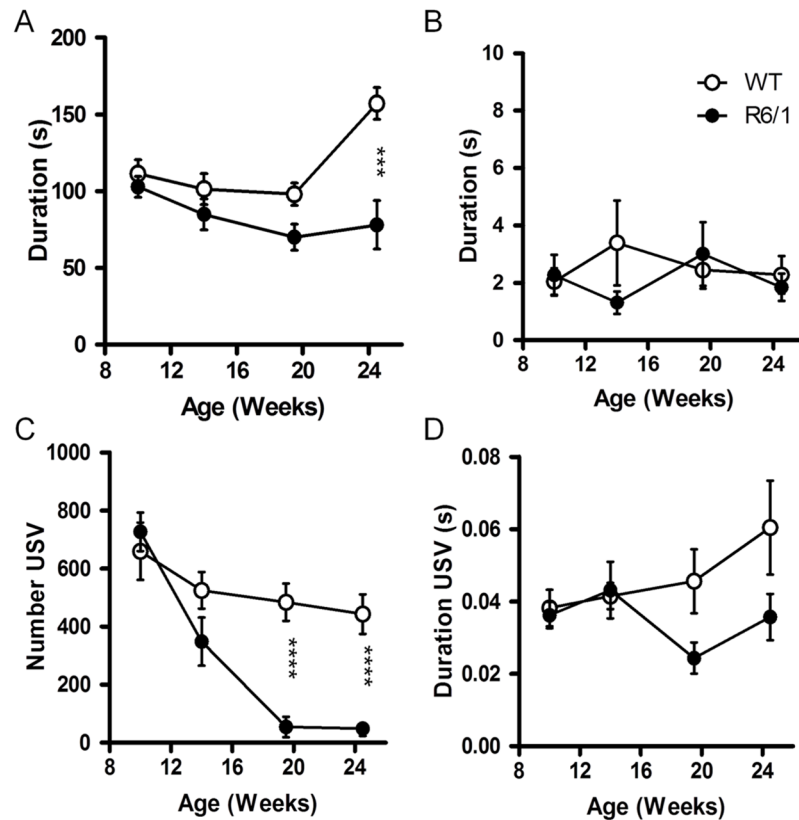 A
B
200
150
100
50
0
Duration (s)
***
8 12 16 20 24
Age (Weeks)
10
8
6
4
2
0
Duration (s)
WT
R6/1
8 12 16 20 24
Age (Weeks)
C
D
1000
800
600
400
200
0
Number USV
****
****
8 12 16 20 24
Age (Weeks)
0.08
0.06
0.04
0.02
0.00
Duration USV (s)
8 12 16 20 24
Age (Weeks)